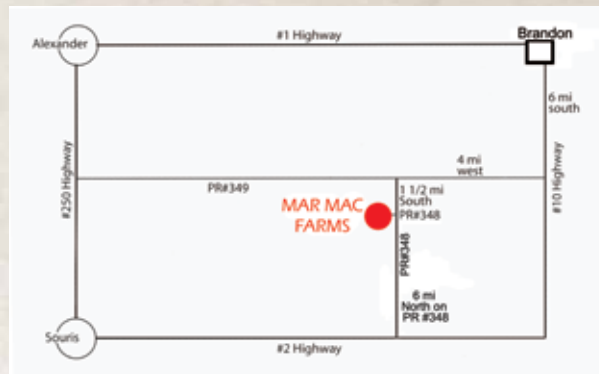 #1 Highway
Brandon
Alexander
6 mi
south
4 mi
west
#250 Highway
#10 Highway
PR#349
1 1/2 mi
South
PR#348
MAR MAC
FARMS
PR#348
6 mi
North on
PR #348
Souris
#2 Highway